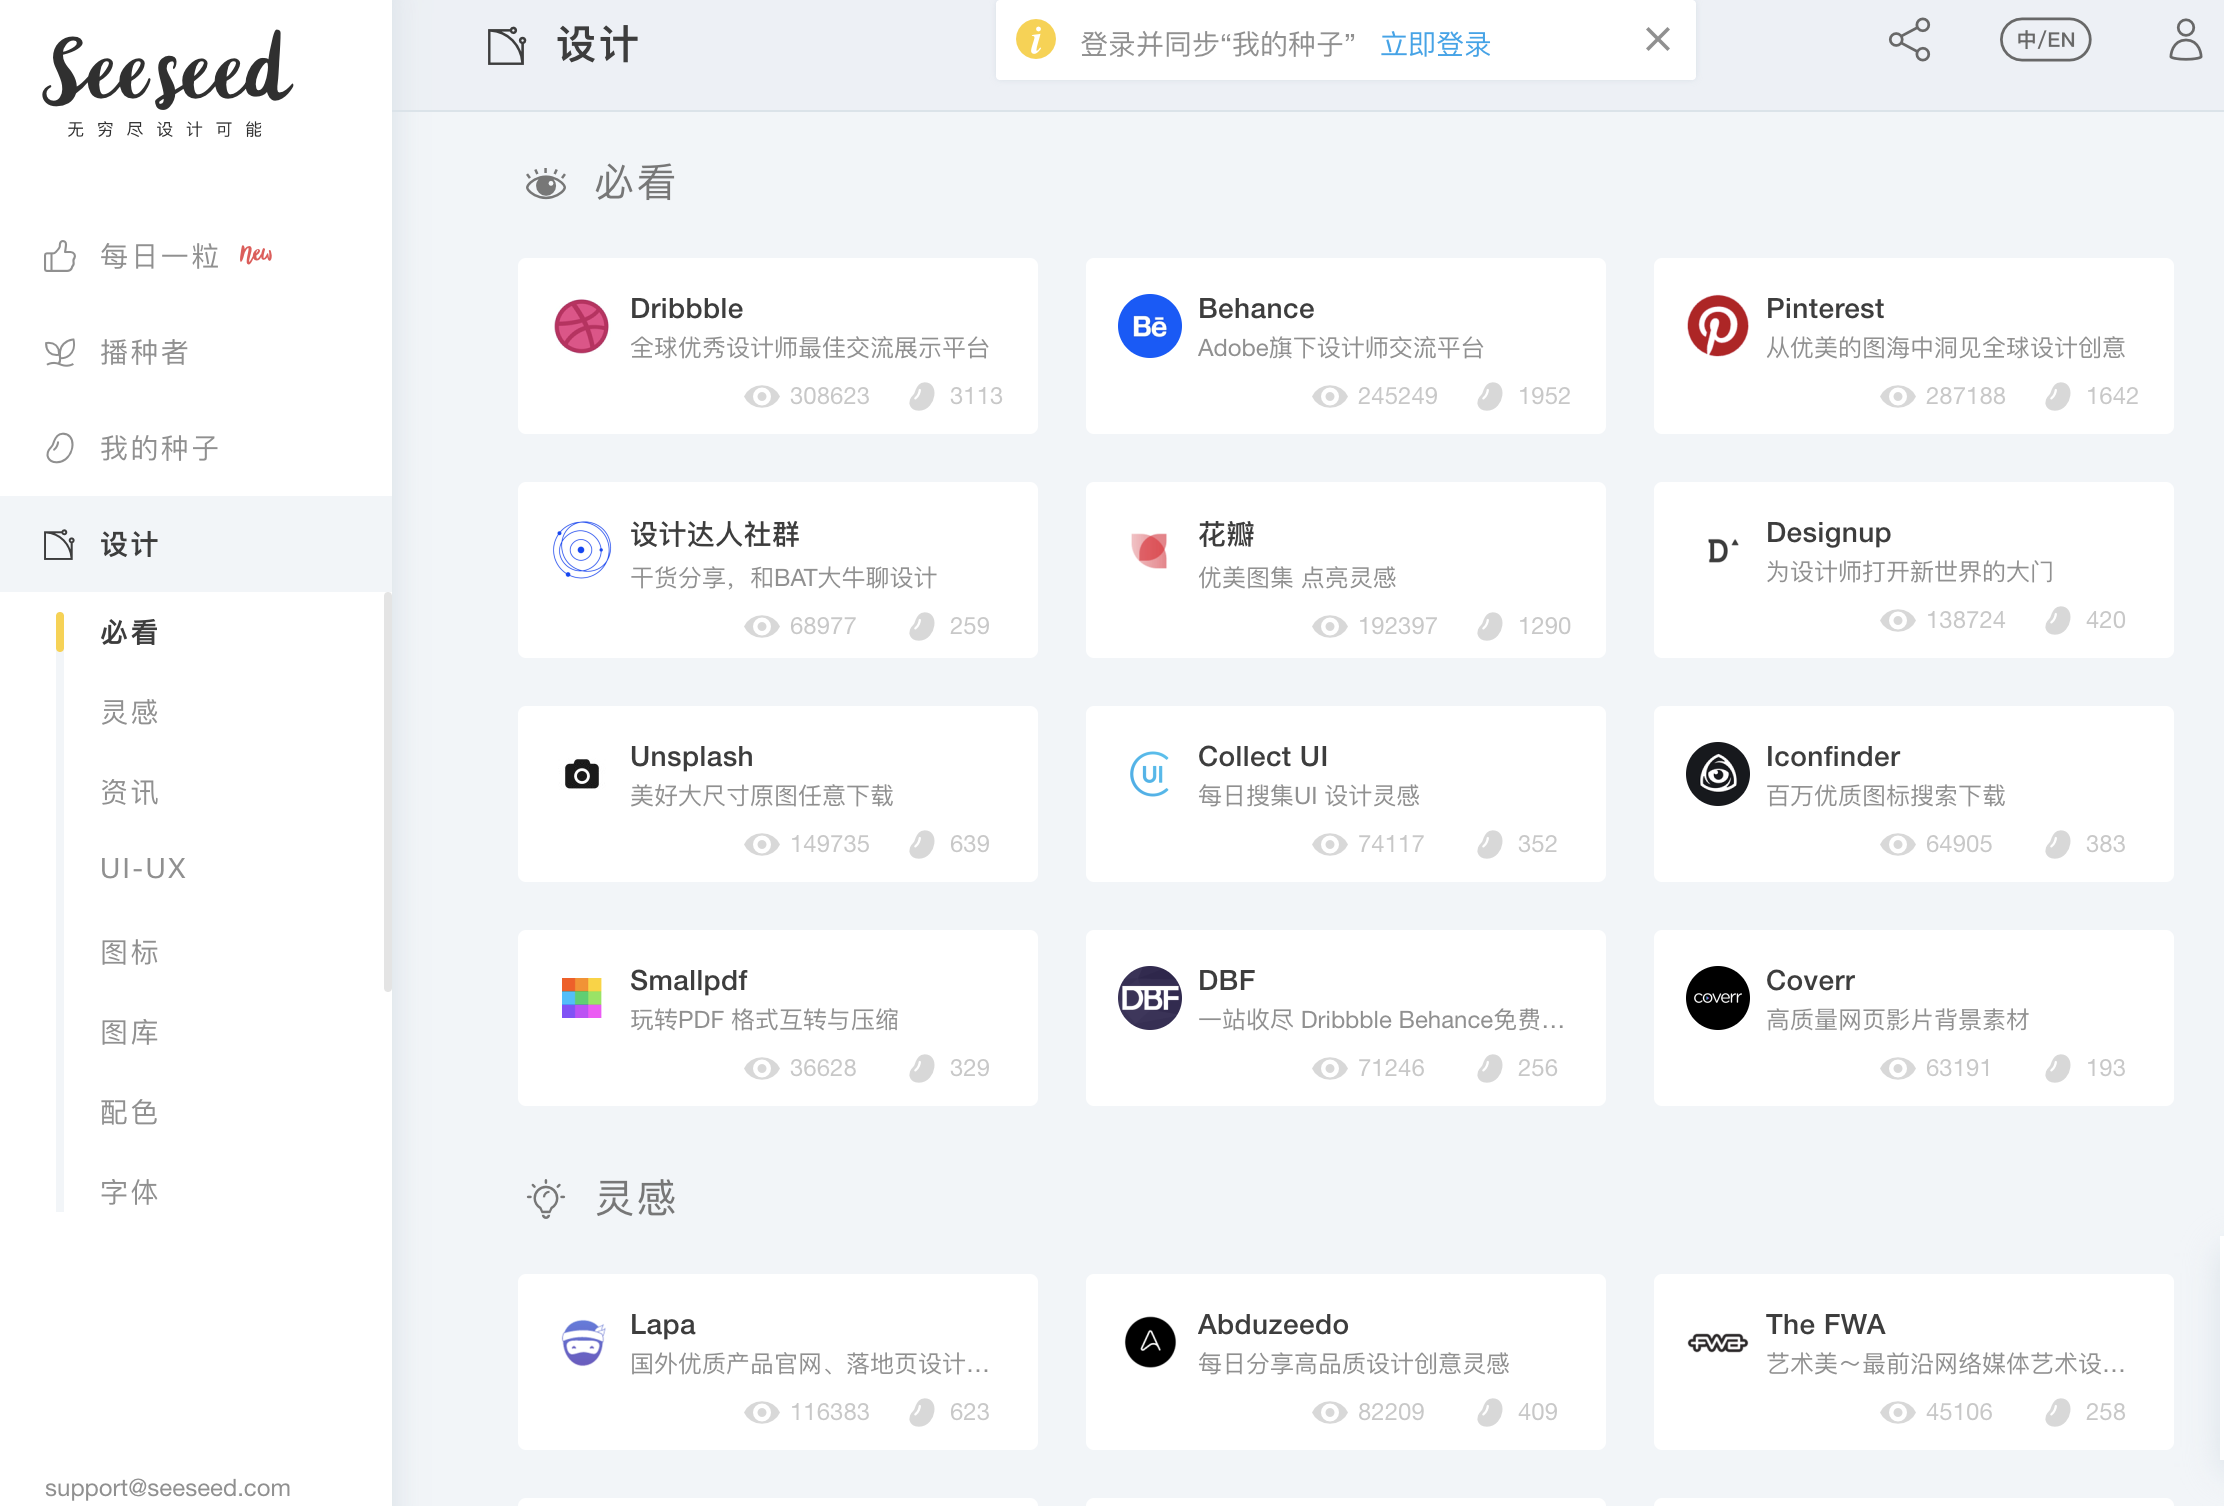 Seeseed
无穷尽设计可能
每日一粒 New
播种者
我的种子
设计
必看
灵感
资讯
UI-UX
图标
图库
配色
字体
support@seeseed.com
设计
登录并同步“我的种子” 立即登录
中/EN
必看
Dribbble
全球优秀设计师最佳交流展示平台
308623 3113
Bē
Behance
Adobe旗下设计师交流平台
245249 1952
Pinterest
从优美的图海中洞见全球设计创意
287188 1642
设计达人社群
干货分享，和BAT大牛聊设计
68977 259
花瓣
优美图集 点亮灵感
192397 1290
D
Designup
为设计师打开新世界的大门
138724 420
Unsplash
美好大尺寸原图任意下载
149735 639
UI
Collect UI
每日搜集UI 设计灵感
74117 352
Iconfinder
百万优质图标搜索下载
64905 383
Smallpdf
玩转PDF 格式互转与压缩
36628 329
DBF
DBF
一站收尽 Dribbble Behance免费...
71246 256
coverr
Coverr
高质量网页影片背景素材
63191 193
灵感
Lapa
国外优质产品官网、落地页设计...
116383 623
Abduzeedo
每日分享高品质设计创意灵感
82209 409
FWA
The FWA
艺术美～最前沿网络媒体艺术设...
45106 258